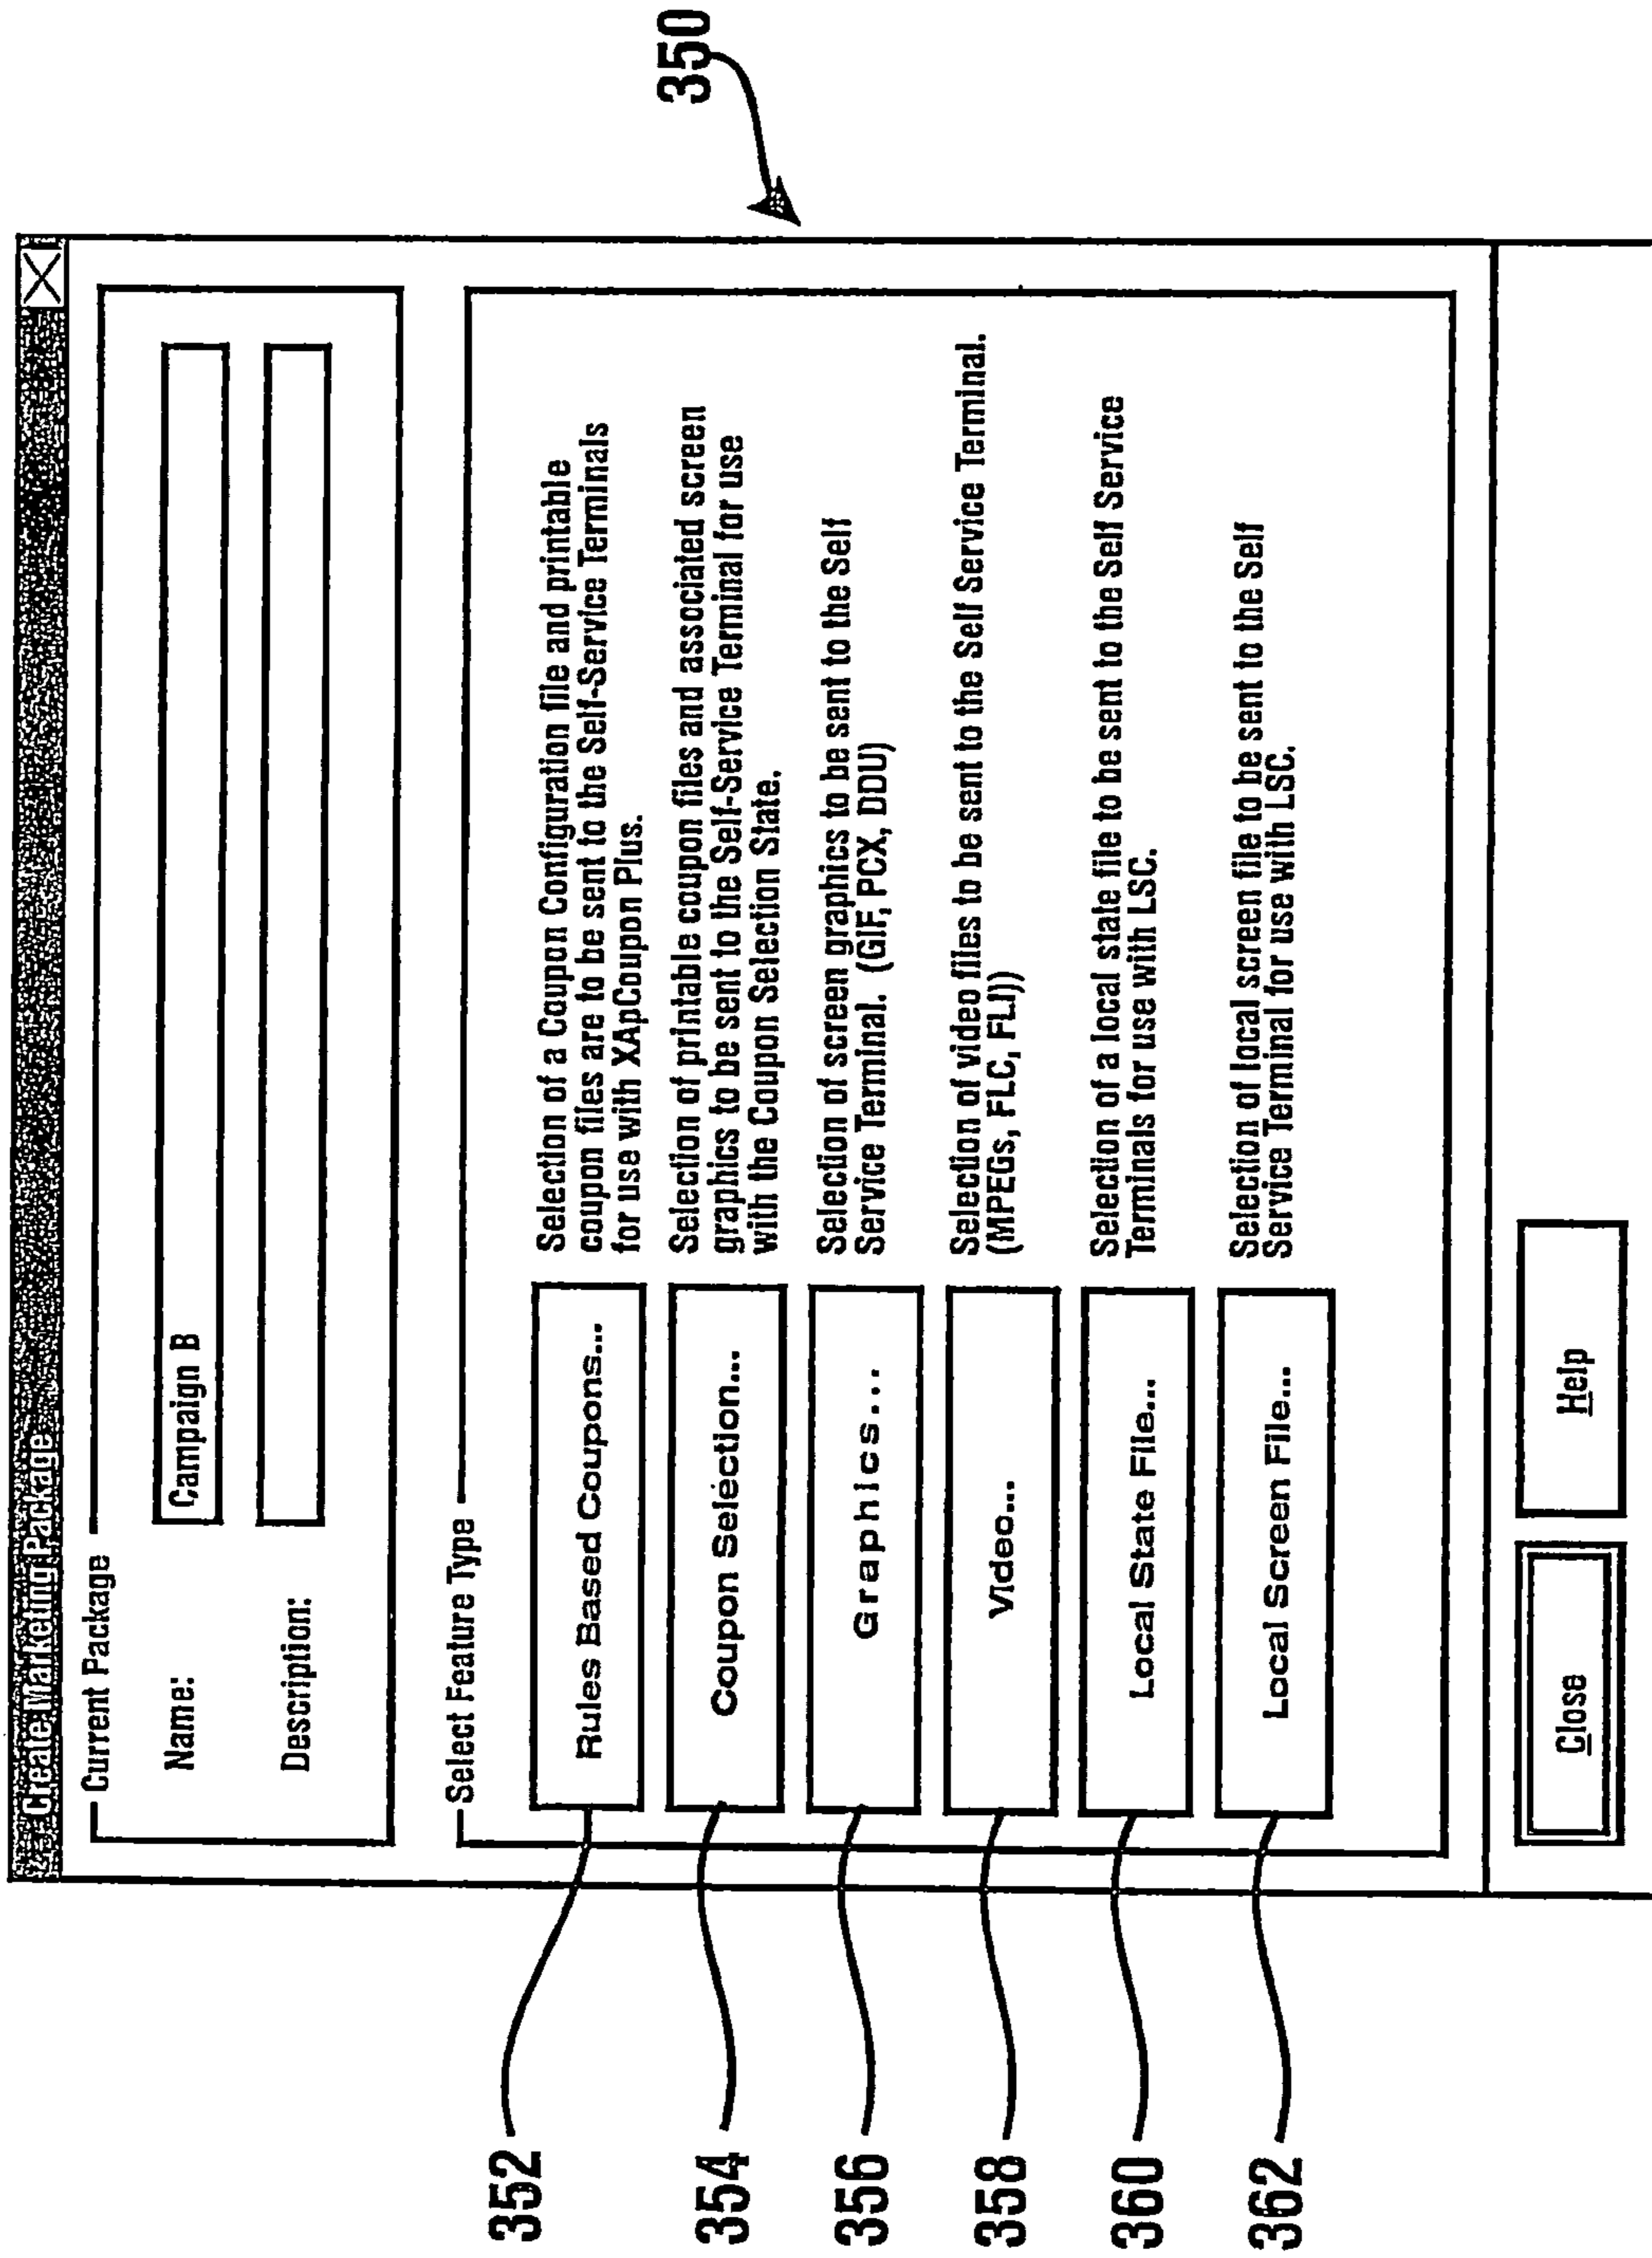 Create Marketing Package
Current Package
Name:
Campaign B
Description:
Select Feature Type
352
Rules Based Coupons...
Selection of a Coupon Configuration file and printable
coupon files are to be sent to the Self-Service Terminals
for use with XApCoupon Plus.
354
Coupon Selection...
Selection of printable coupon files and associated screen
graphics to be sent to the Self-Service Terminal for use
with the Coupon Selection State.
356
Graphics...
Selection of screen graphics to be sent to the Self
Service Terminal. (GIF, PCX, DDU)
358
Video...
Selection of video files to be sent to the Self Service Terminal.
(MPEGs, FLC, FLI))
360
Local State File...
Selection of a local state file to be sent to the Self Service
Terminals for use with LSC.
362
Local Screen File...
Selection of local screen file to be sent to the Self
Service Terminal for use with LSC.
Close
Help
350